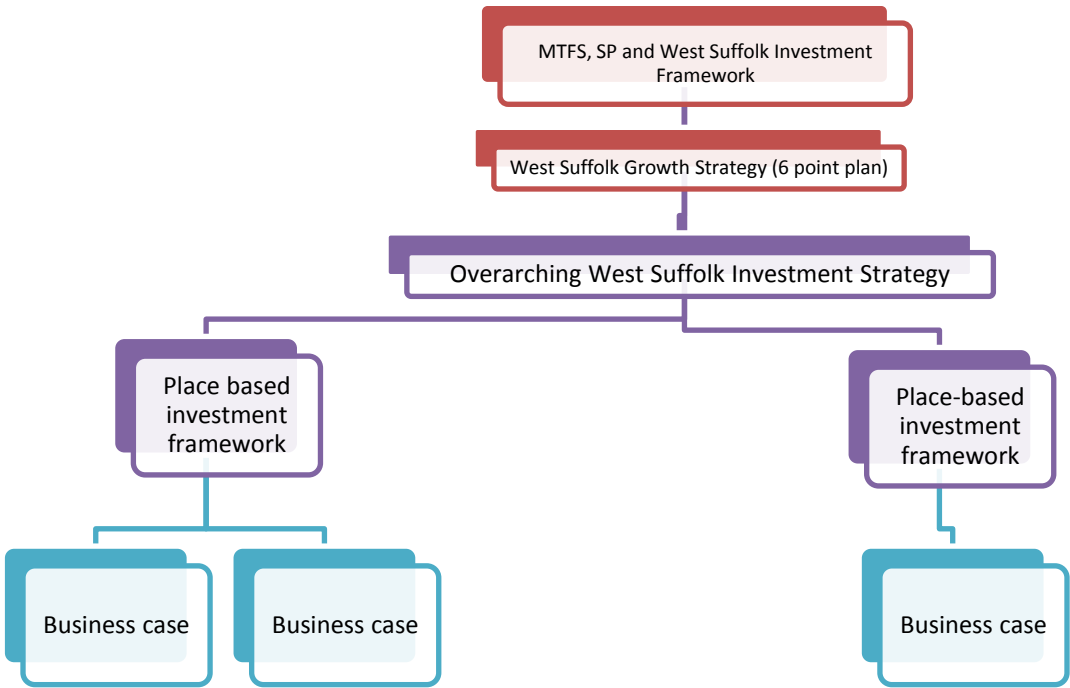 MTFS, SP and West Suffolk Investment
Framework
West Suffolk Growth Strategy (6 point plan)
Overarching West Suffolk Investment Strategy
Place based
investment
framework
Place-based
investment
framework
Business case
Business case
Business case